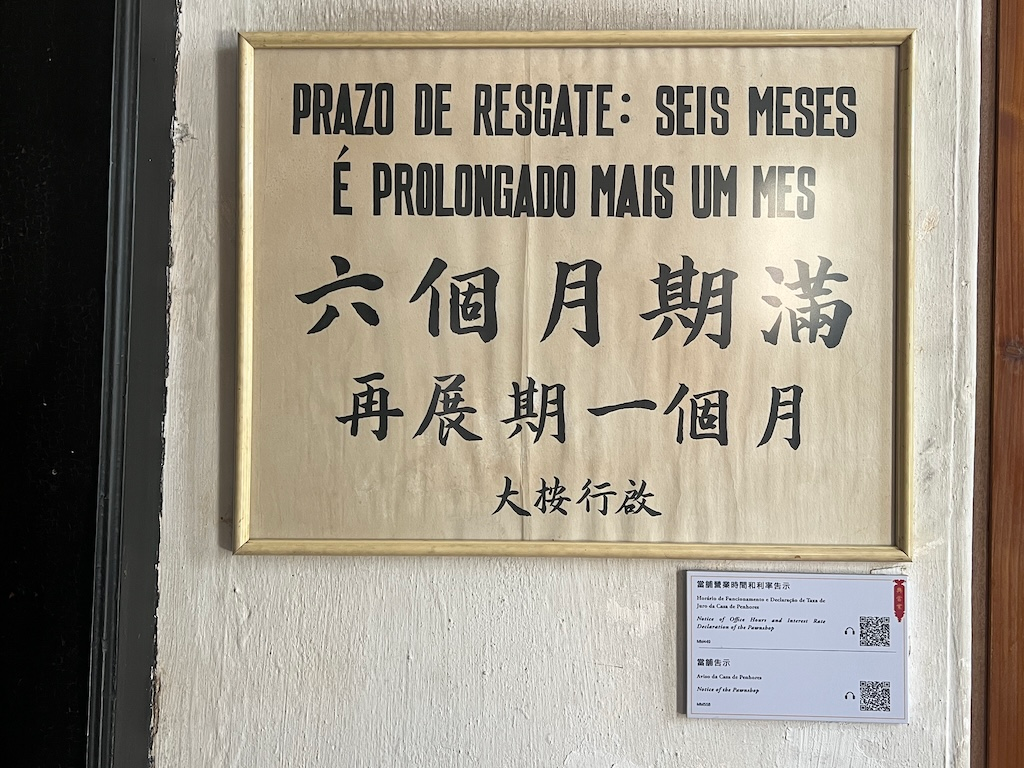 PRAZO DE RESGATE: SEIS MESES
É PROLONGADO MAIS UM MES
六個月期滿
再展期一個月
大桉行啟
當舖營業時間和利率告示
Horário de Funcionamento e Declaração de Taxa de
Juro da Casa de Penhores
Notice of Office Hours and Interest Rate
Declaration of the Pawnshop
當舖告示
Aviso da Casa de Penhores
Notice of the Pawnshop